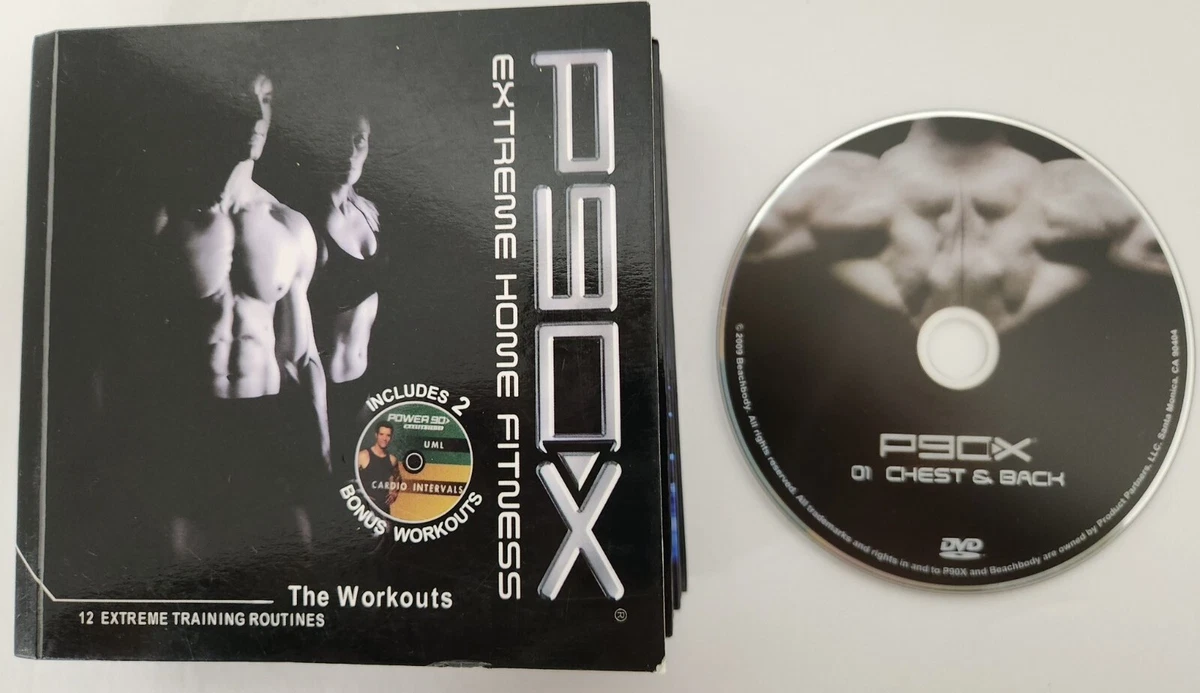 P90X
EXTREME HOME FITNESS
®
INCLUDES 2
POWER 90
MASTER SERIES
UML
CARDIO INTERVALS
BONUS WORKOUTS
The Workouts
12 EXTREME TRAINING ROUTINES
P90X
01 CHEST & BACK
DVD
© 2009 Beachbody. All rights reserved. All trademarks and rights in and to P90X and Beachbody are owned by Product Partners, LLC, Santa Monica, CA 90404